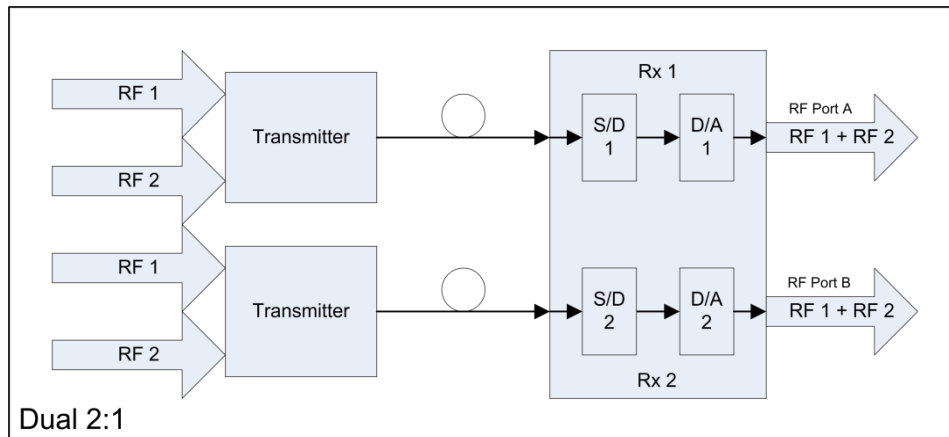 RF 1
RF 2
Transmitter
Rx 1
S/D
1
D/A
1
RF Port A
RF 1 + RF 2
RF 1
RF 2
Transmitter
S/D
2
D/A
2
Rx 2
RF Port B
RF 1 + RF 2
Dual 2:1